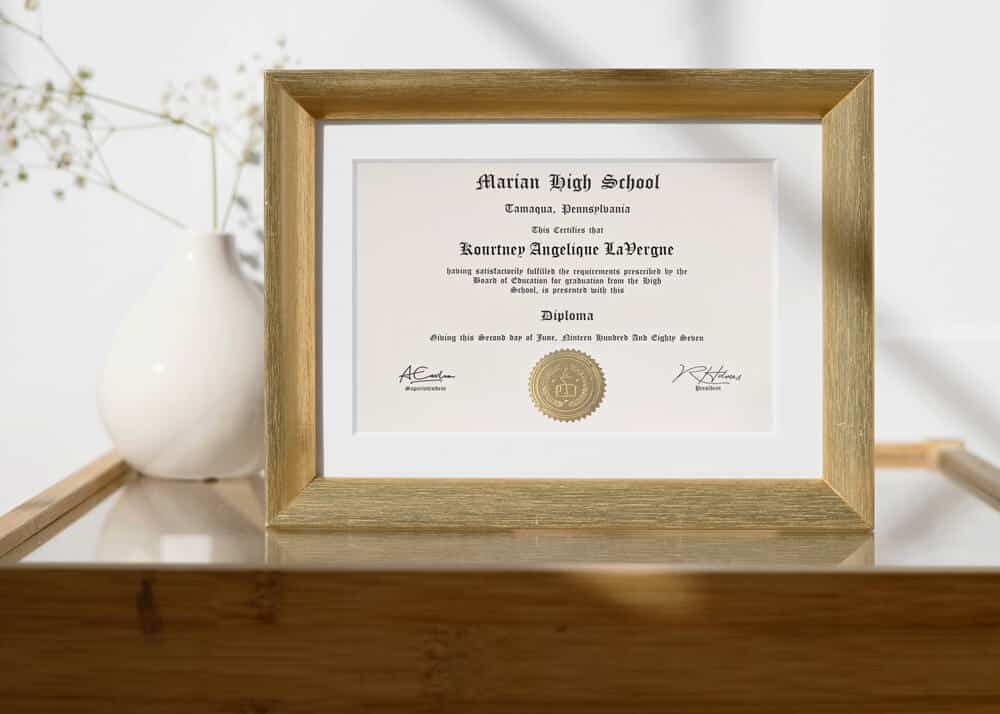 Marian High School
Tamaqua, Pennsylvania
This Certifies that
Kourtney Angelique LaVergne
having satisfactorily fulfilled the requirements prescribed by the
Board of Education for graduation from the High
School, is presented with this
Diploma
Giving this Second day of June, Ninteen Hundred And Eighty Seven
Superintendent
President